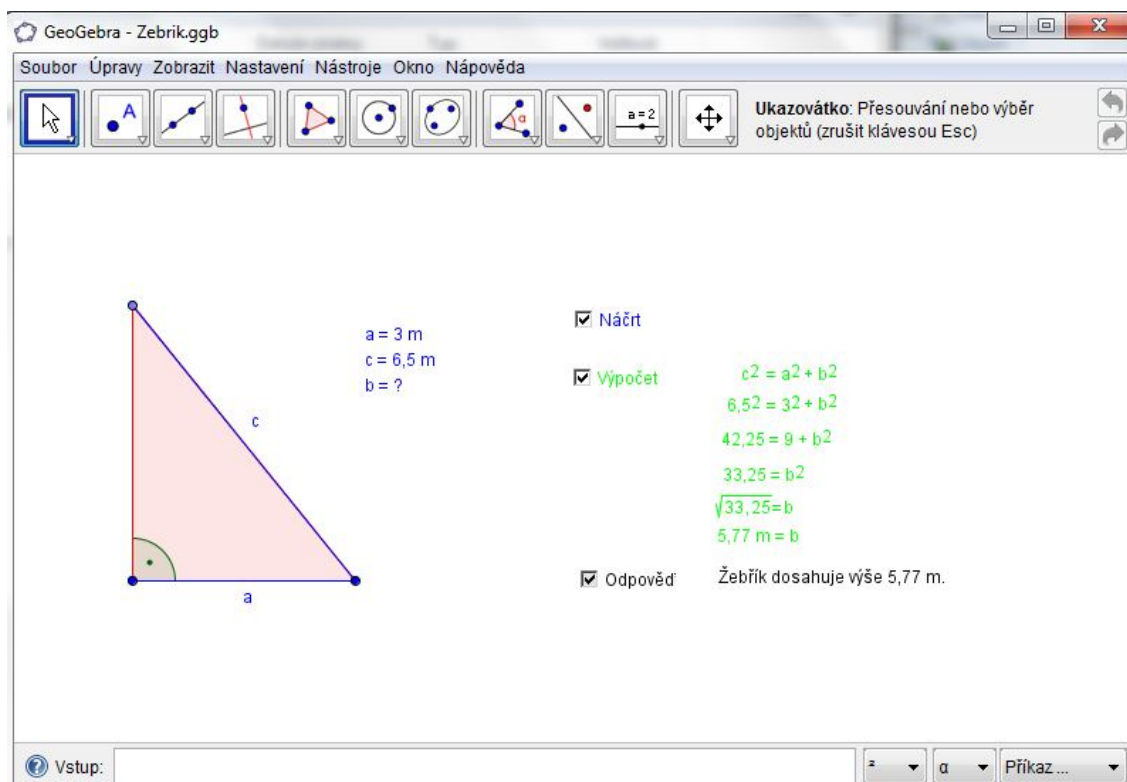 GeoGebra - Zebrik.ggb
Soubor Úpravy Zobrazit Nastavení Nástroje Okno Nápověda
A
α
a = 2
Ukazovátko: Přesouvání nebo výběr
objektů (zrušit klávesou Esc)
a = 3 m
c = 6,5 m
b = ?
c
a
Náčrt
Výpočet
c² = a² + b²
6,5² = 3² + b²
42,25 = 9 + b²
33,25 = b²
√33,25=b
5,77 m = b
Odpověď
Žebřík dosahuje výše 5,77 m.
Vstup:
²
α
Příkaz ...